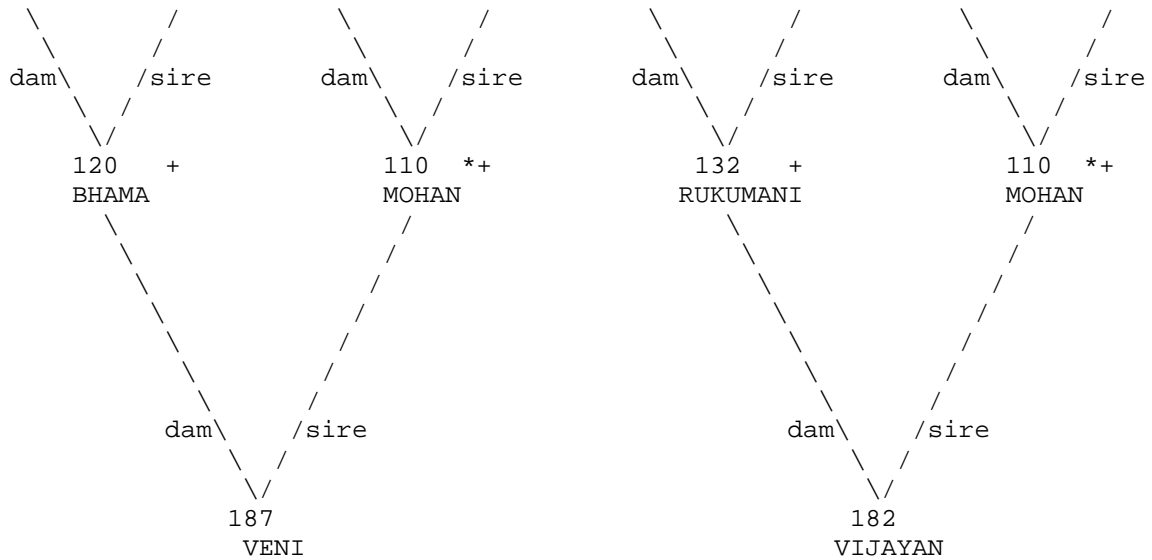 dam sire dam sire dam sire dam sire
120 + 110 *+ 132 + 110 *+
BHAMA MOHAN RUKUMANI MOHAN
dam sire dam sire
187 182
VENI VIJAYAN